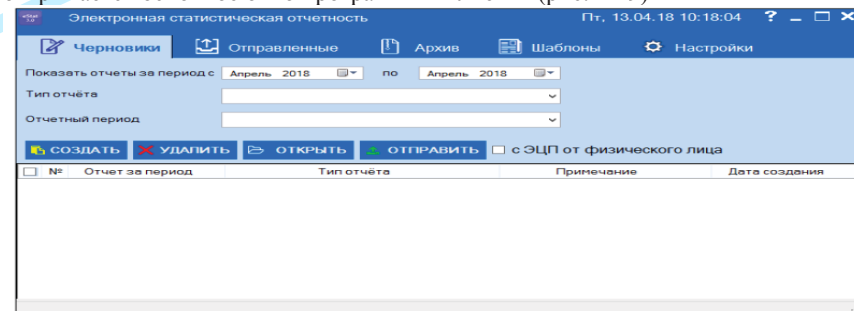 Электронная статистическая отчетность Пт, 13.04.18 10:18:04 ? _ □ ×
Черновики Отправленные Архив Шаблоны Настройки
Показать отчеты за период с Апрель 2018 по Апрель 2018
Тип отчёта
Отчетный период
СОЗДАТЬ УДАЛИТЬ ОТКРЫТЬ ОТПРАВИТЬ с ЭЦП от физического лица
№ Отчет за период Тип отчёта Примечание Дата создания